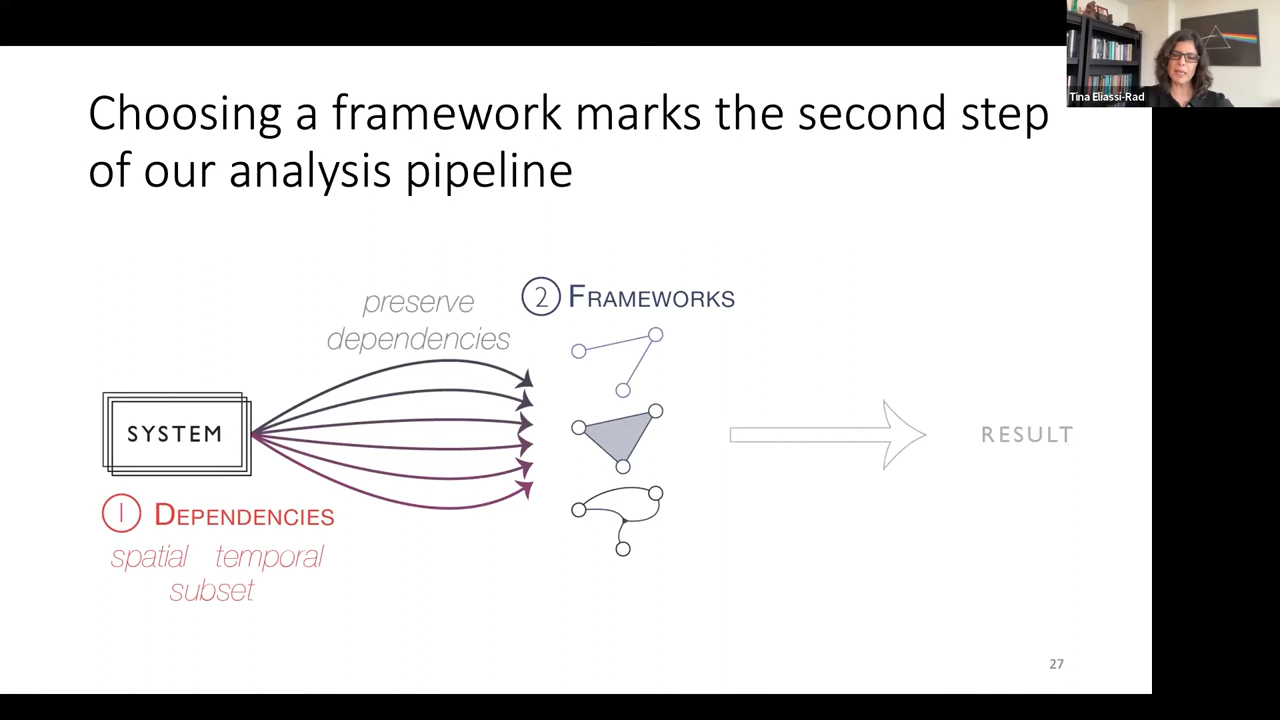 Choosing a framework marks the second step
of our analysis pipeline
Tina Eliassi-Rad
preserve
dependencies
2 FRAMEWORKS
SYSTEM
RESULT
1 DEPENDENCIES
spatial temporal
subset
27